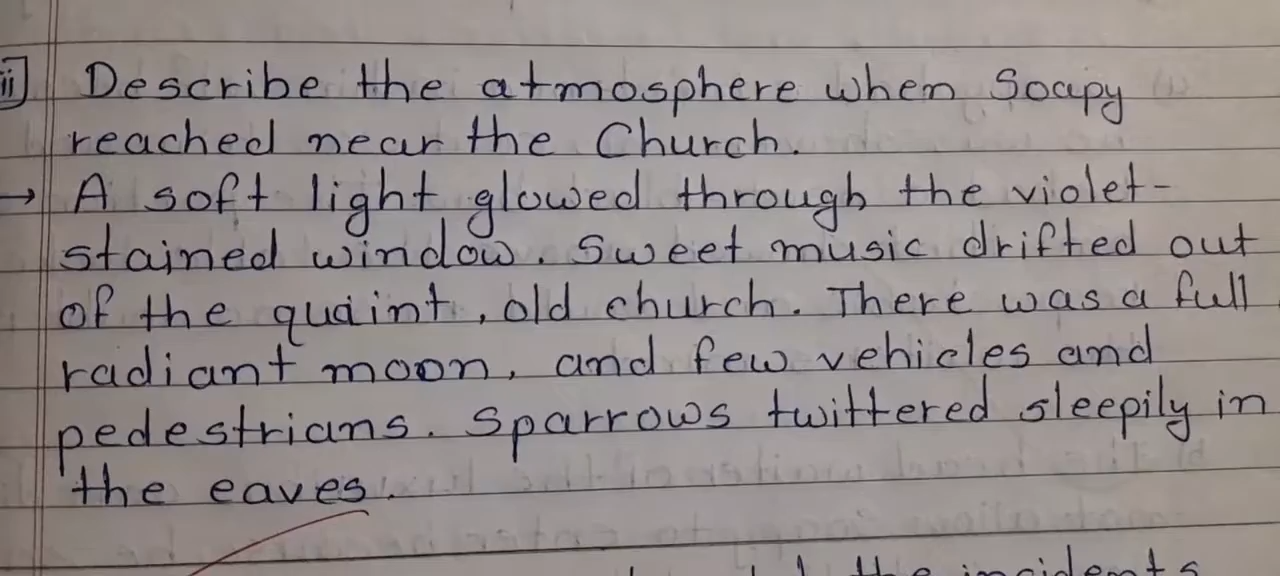 ii] Describe the atmosphere when Soapy
reached near the Church.
→ A soft light glowed through the violet-
stained window. Sweet music drifted out
of the quaint, old church. There was a full
radiant moon, and few vehicles and
pedestrians. Sparrows twittered sleepily in
the eaves.
the incidents